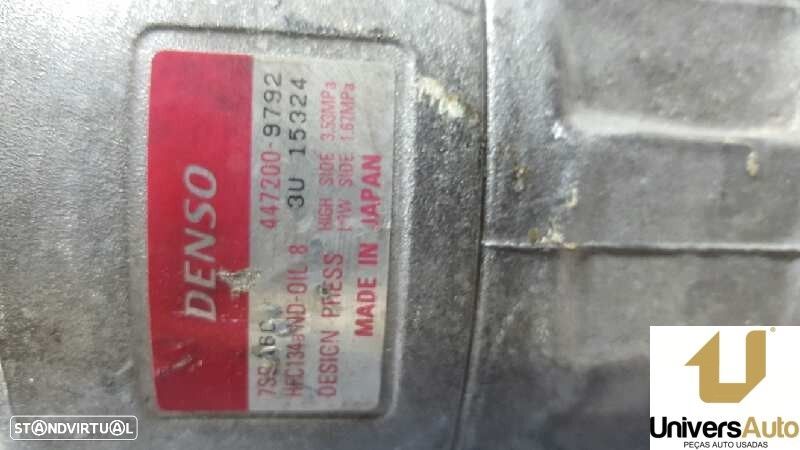 DENSO
447200-9792
HFC134a ND-OIL 8 3U 15324
DESIGN PRESS HIGH SIDE 3.53MPa
SIDE 1.67MPa
MADE IN JAPAN
STANDVIRTUAL
UniversAuto
PEÇAS AUTO USADAS